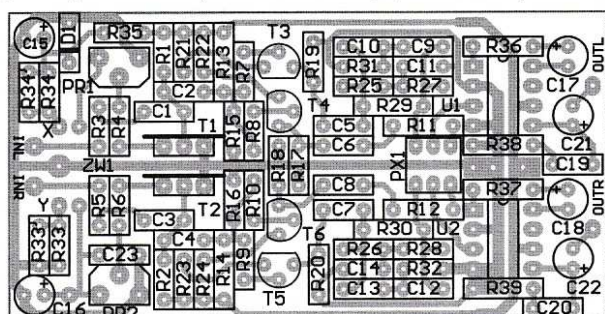 C15
D1
R35
R1
R21
R22
R13
T3
R19
C10
C9
R36
OUTL
R34'
R34
PR1
C2
R7
R31
C11
R25
R27
C17
X
R3
R4
C1
T1
R15
R8
T4
C5
R29
U1
R11
C6
R38
C21
INL
ZW1
R18
R17
PX1
C19
INR
R16
R10
C8
R37
OUTR
Y
R5
R6
C3
T2
C7
R12
C18
R33'
R33
C4
T6
R30
U2
C23
R2
R23
R24
R14
R9
R20
R26
R28
C14
R32
C16
PR2
T5
C13
C12
R39
C22
C20